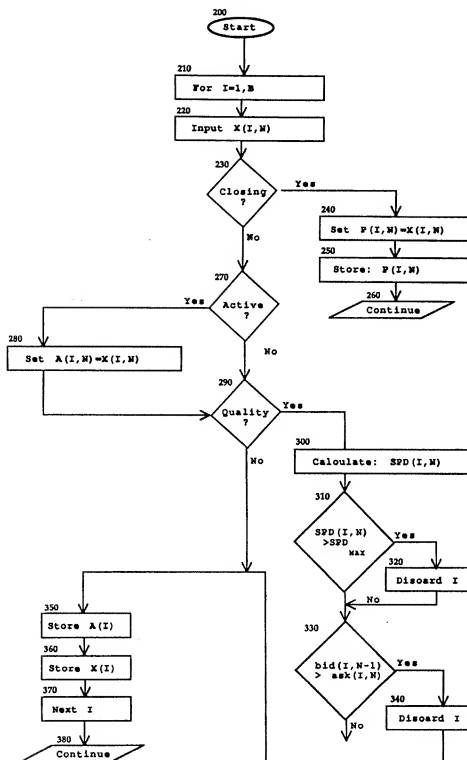 200
Start
210
For I=1,B
220
Input X(I,N)
230
Closing
?
Yes
No
240
Set P(I,N)=X(I,N)
250
Store: P(I,N)
260
Continue
270
Active
?
Yes
No
280
Set A(I,N)=X(I,N)
290
Quality
?
Yes
No
300
Calculate: SPD(I,N)
310
SPD(I,N)
>SPD
MAX
Yes
No
320
Discard I
330
bid(I,N-1)
> ask(I,N)
Yes
No
340
Discard I
350
Store A(I)
360
Store X(I)
370
Next I
380
Continue